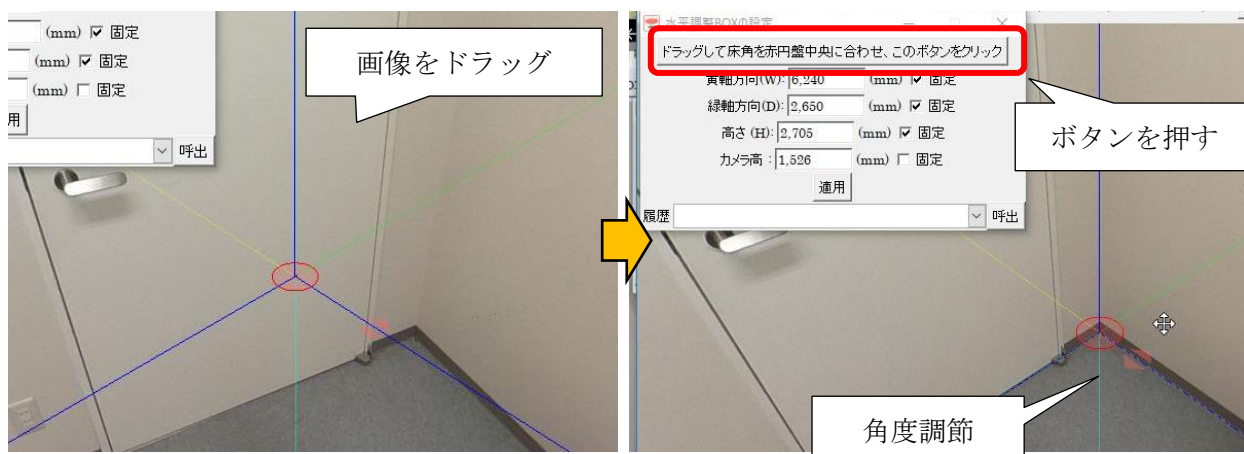 (mm) 固定
(mm) 固定
(mm) 固定
用
呼出
画像をドラッグ
水平調整BOXの設定
ドラッグして床角を赤円盤中央に合わせ、このボタンをクリック
黄軸方向(W): 6,240 (mm) 固定
緑軸方向(D): 2,650 (mm) 固定
高さ (H): 2,705 (mm) 固定
カメラ高 : 1,526 (mm) 固定
適用
履歴 呼出
ボタンを押す
角度調節